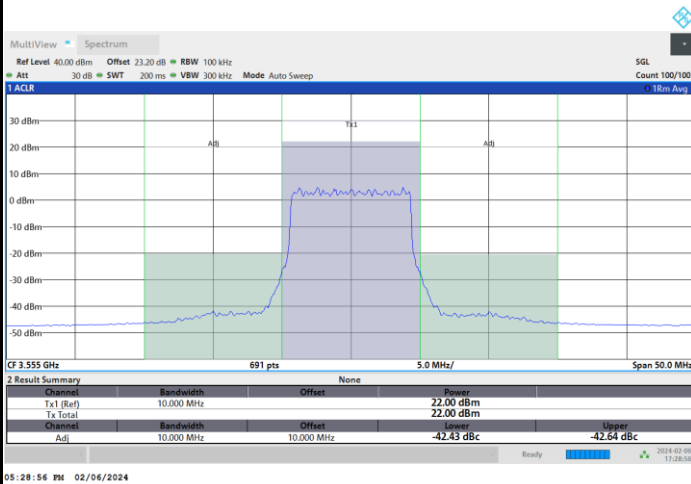 MultiView Spectrum
Ref Level 40.00 dBm Offset 23.20 dB RBW 100 kHz SGL
Att 30 dB SWT 200 ms VBW 300 kHz Mode Auto Sweep Count 100/100
1 ACLR 1Rm Avg
30 dBm
Tx1
20 dBm Adj Adj
10 dBm
0 dBm
-10 dBm
-20 dBm
-30 dBm
-40 dBm
-50 dBm
CF 3.555 GHz 691 pts 5.0 MHz/ Span 50.0 MHz
2 Result Summary None
Channel Bandwidth Offset Power
Tx1 (Ref) 10.000 MHz 22.00 dBm
Tx Total 22.00 dBm
Channel Bandwidth Offset Lower Upper
Adj 10.000 MHz 10.000 MHz -42.43 dBc -42.64 dBc
Ready
17:28:56
05:28:56 PM 02/06/2024